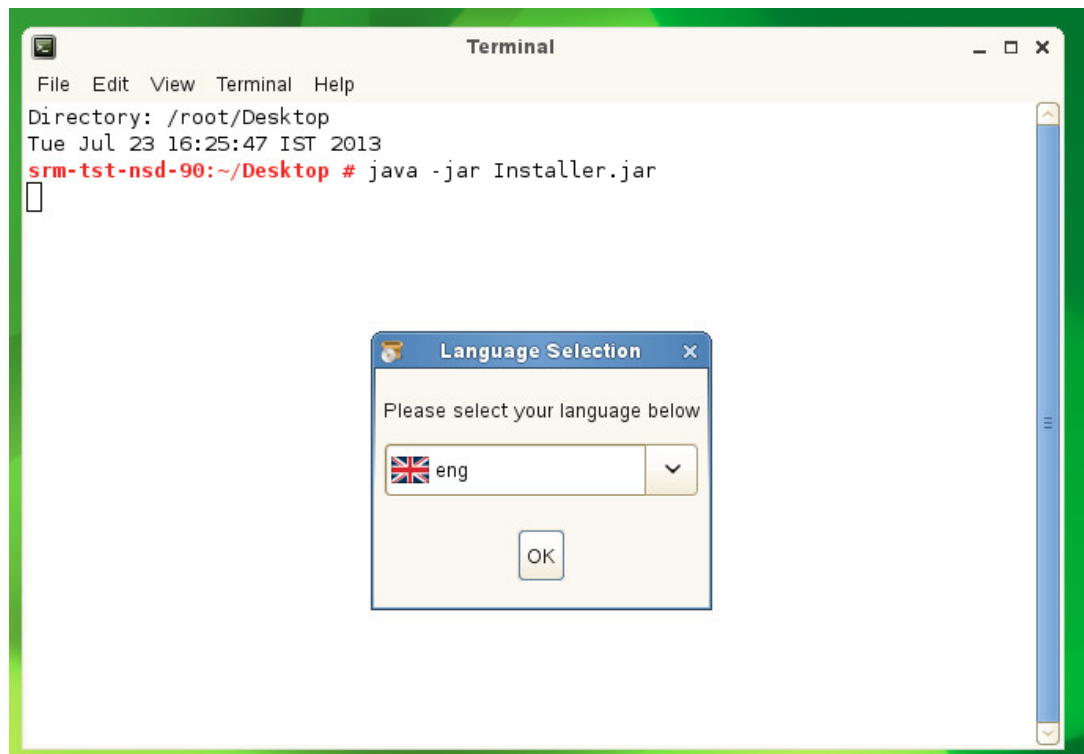 Terminal
File Edit View Terminal Help
Directory: /root/Desktop
Tue Jul 23 16:25:47 IST 2013
srm-tst-nsd-90:~/Desktop # java -jar Installer.jar
Language Selection
Please select your language below
eng
OK